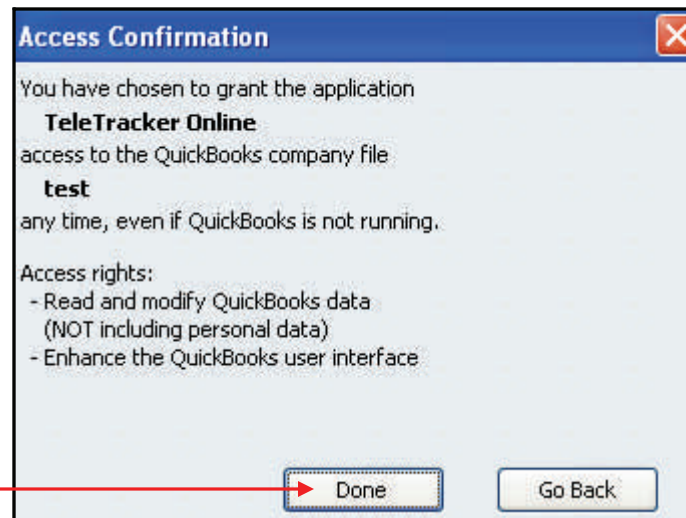 Access Confirmation
You have chosen to grant the application
TeleTracker Online
access to the QuickBooks company file
test
any time, even if QuickBooks is not running.
Access rights:
- Read and modify QuickBooks data
(NOT including personal data)
- Enhance the QuickBooks user interface
Done
Go Back